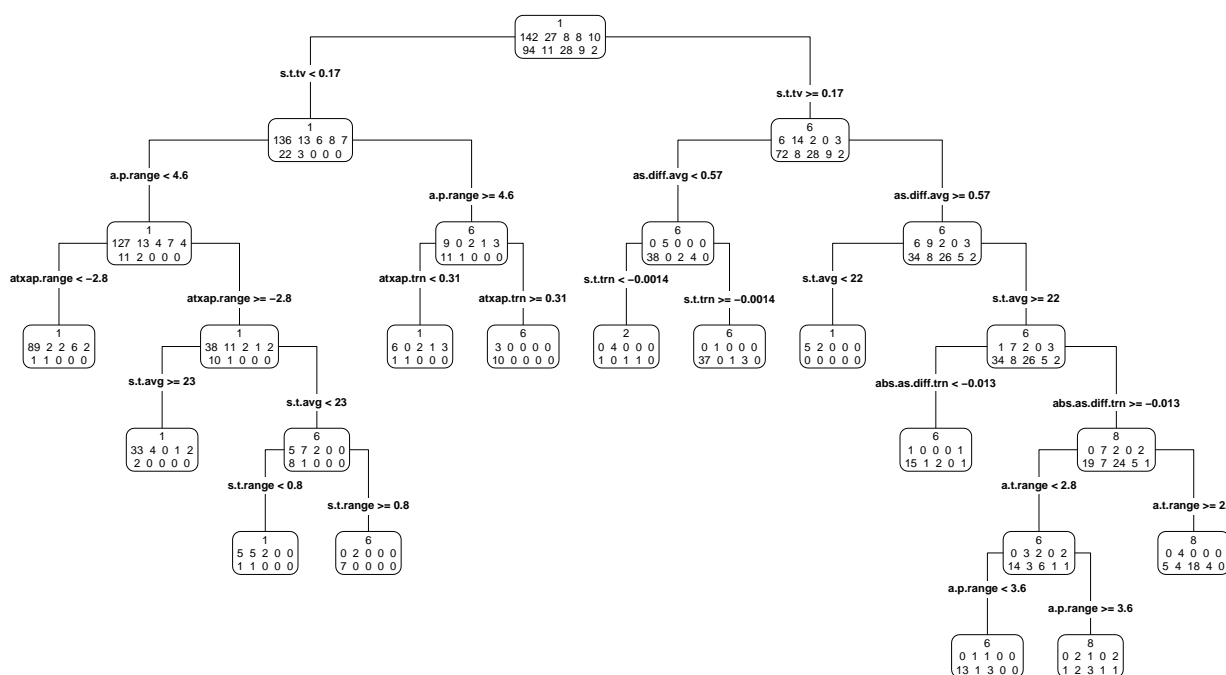 1
142 27 8 8 10
94 11 28 9 2
s.t.tv < 0.17
s.t.tv >= 0.17
1
136 13 6 8 7
22 3 0 0 0
6
6 14 2 0 3
72 8 28 9 2
a.p.range < 4.6
a.p.range >= 4.6
as.diff.avg < 0.57
as.diff.avg >= 0.57
1
127 13 4 7 4
11 2 0 0 0
6
9 0 2 1 3
11 1 0 0 0
6
0 5 0 0 0
38 0 2 4 0
6
6 9 2 0 3
34 8 26 5 2
atxap.range < −2.8
atxap.range >= −2.8
atxap.trn < 0.31
atxap.trn >= 0.31
s.t.trn < −0.0014
s.t.trn >= −0.0014
s.t.avg < 22
s.t.avg >= 22
1
89 2 2 6 2
1 1 0 0 0
1
38 11 2 1 2
10 1 0 0 0
1
6 0 2 1 3
1 1 0 0 0
6
3 0 0 0 0
10 0 0 0 0
2
0 4 0 0 0
1 0 1 1 0
6
0 1 0 0 0
37 0 1 3 0
1
5 2 0 0 0
0 0 0 0 0
6
1 7 2 0 3
34 8 26 5 2
s.t.avg >= 23
s.t.avg < 23
abs.as.diff.trn < −0.013
abs.as.diff.trn >= −0.013
1
33 4 0 1 2
2 0 0 0 0
6
5 7 2 0 0
8 1 0 0 0
6
1 0 0 0 1
15 1 2 0 1
8
0 7 2 0 2
19 7 24 5 1
s.t.range < 0.8
s.t.range >= 0.8
a.t.range < 2.8
a.t.range >= 2.
1
5 5 2 0 0
1 1 0 0 0
6
0 2 0 0 0
7 0 0 0 0
6
0 3 2 0 2
14 3 6 1 1
8
0 4 0 0 0
5 4 18 4 0
a.p.range < 3.6
a.p.range >= 3.6
6
0 1 1 0 0
13 1 3 0 0
8
0 2 1 0 2
1 2 3 1 1